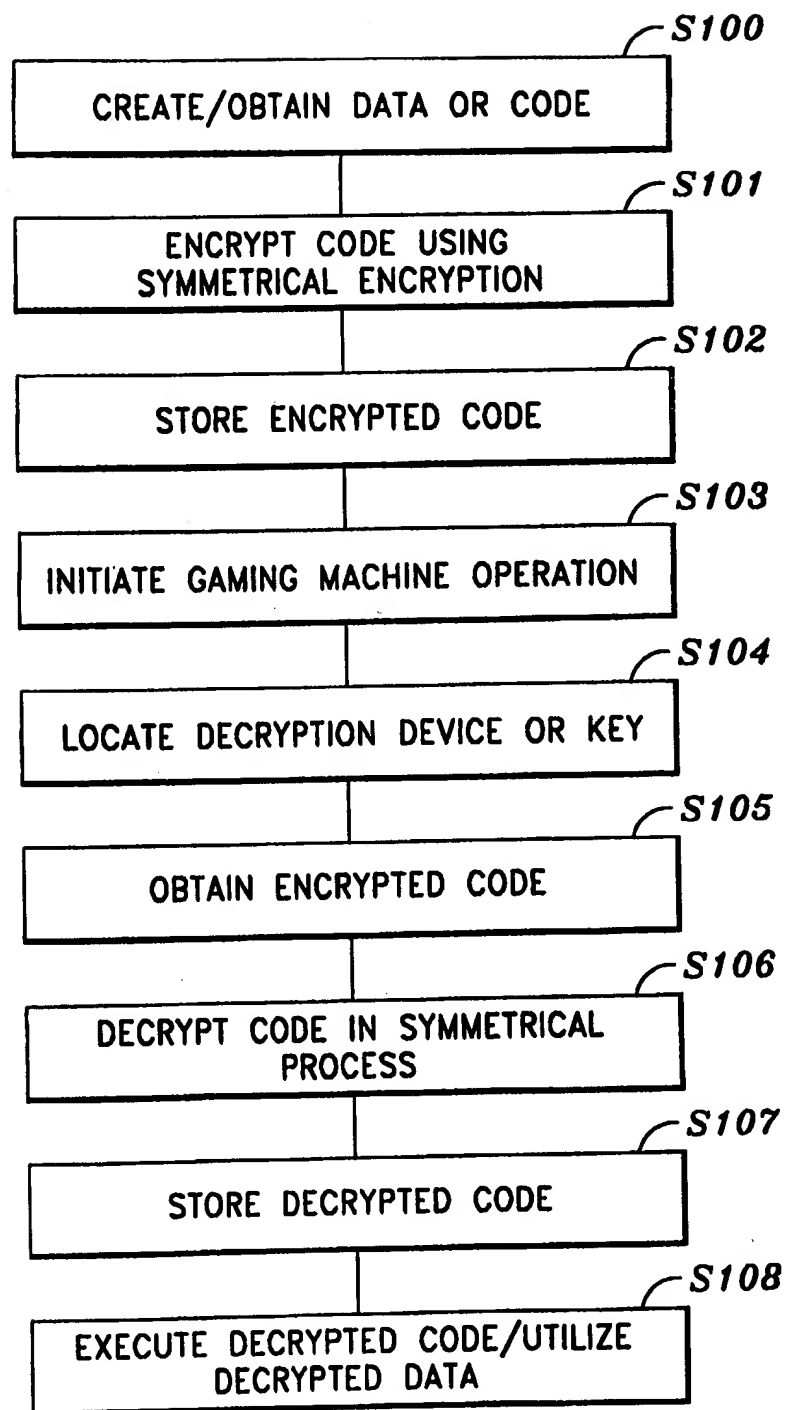 S100
CREATE/OBTAIN DATA OR CODE
S101
ENCRYPT CODE USING
SYMMETRICAL ENCRYPTION
S102
STORE ENCRYPTED CODE
S103
INITIATE GAMING MACHINE OPERATION
S104
LOCATE DECRYPTION DEVICE OR KEY
S105
OBTAIN ENCRYPTED CODE
S106
DECRYPT CODE IN SYMMETRICAL
PROCESS
S107
STORE DECRYPTED CODE
S108
EXECUTE DECRYPTED CODE/UTILIZE
DECRYPTED DATA